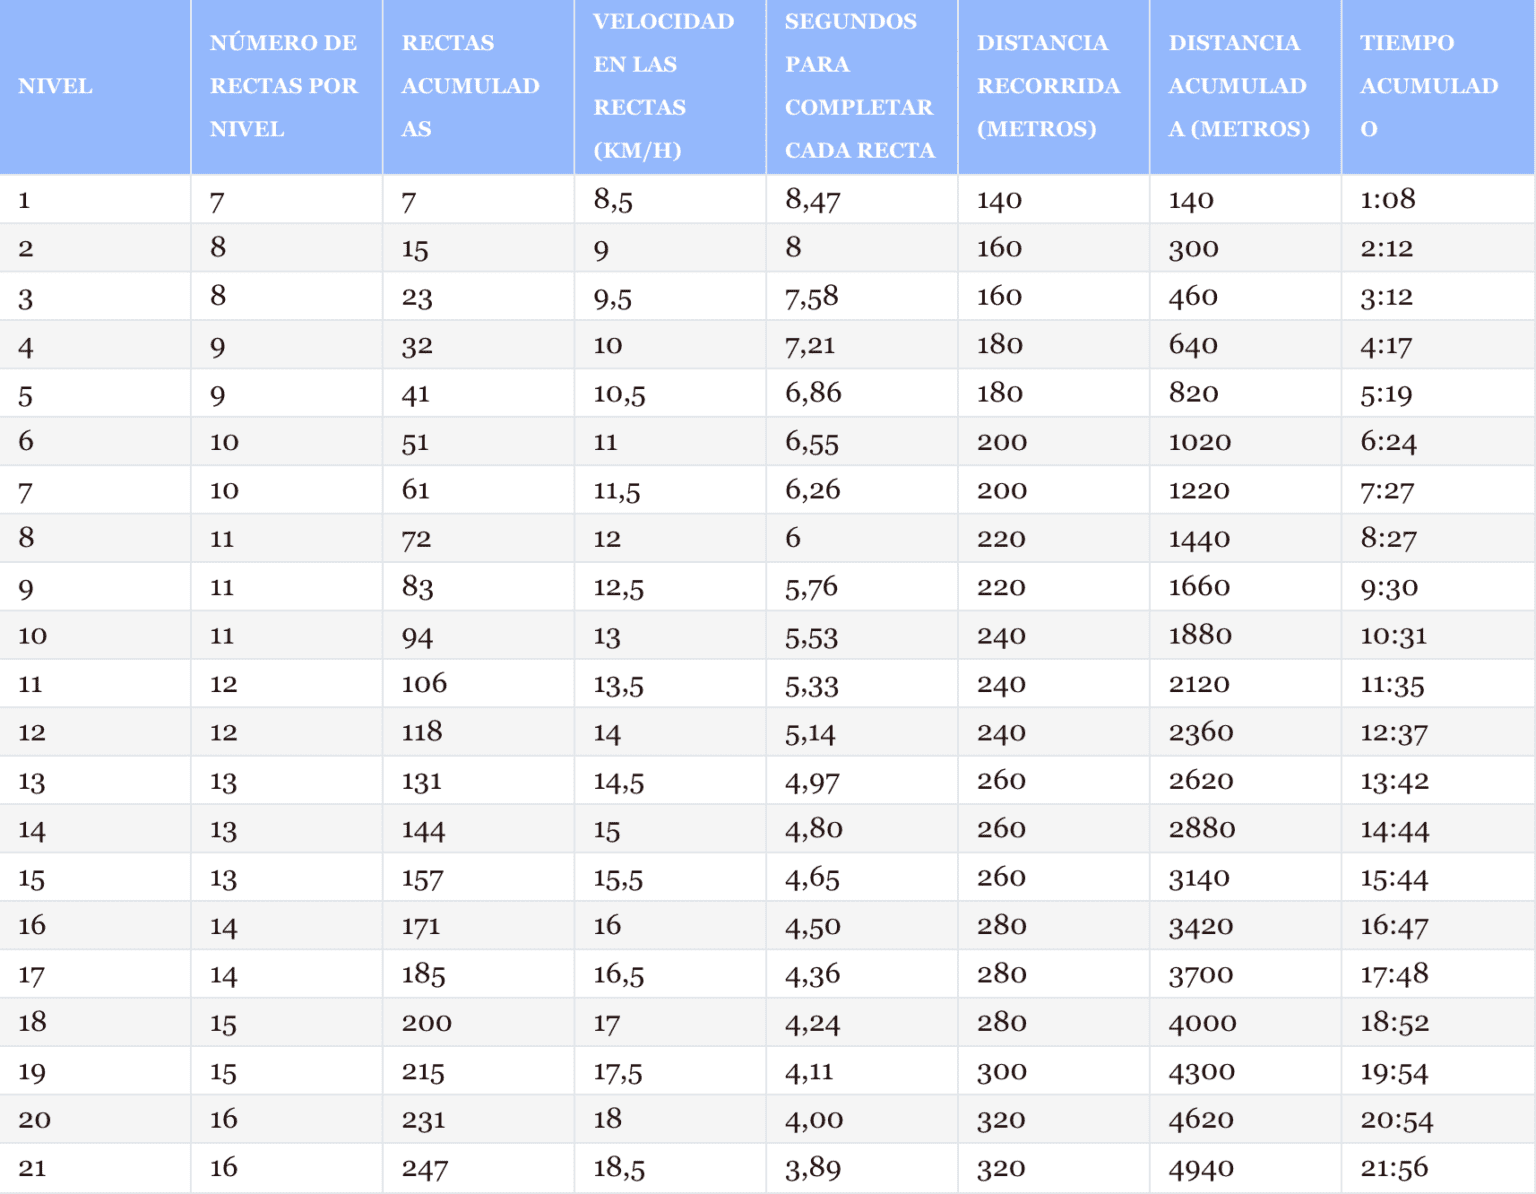 NIVEL	NÚMERO DE RECTAS POR NIVEL	RECTAS ACUMULAD AS	VELOCIDAD EN LAS RECTAS (KM/H)	SEGUNDOS PARA COMPLETAR CADA RECTA	DISTANCIA RECORRIDA (METROS)	DISTANCIA ACUMULAD A (METROS)	TIEMPO ACUMULAD O
1	7	7	8,5	8,47	140	140	1:08
2	8	15	9	8	160	300	2:12
3	8	23	9,5	7,58	160	460	3:12
4	9	32	10	7,21	180	640	4:17
5	9	41	10,5	6,86	180	820	5:19
6	10	51	11	6,55	200	1020	6:24
7	10	61	11,5	6,26	200	1220	7:27
8	11	72	12	6	220	1440	8:27
9	11	83	12,5	5,76	220	1660	9:30
10	11	94	13	5,53	240	1880	10:31
11	12	106	13,5	5,33	240	2120	11:35
12	12	118	14	5,14	240	2360	12:37
13	13	131	14,5	4,97	260	2620	13:42
14	13	144	15	4,80	260	2880	14:44
15	13	157	15,5	4,65	260	3140	15:44
16	14	171	16	4,50	280	3420	16:47
17	14	185	16,5	4,36	280	3700	17:48
18	15	200	17	4,24	280	4000	18:52
19	15	215	17,5	4,11	300	4300	19:54
20	16	231	18	4,00	320	4620	20:54
21	16	247	18,5	3,89	320	4940	21:56